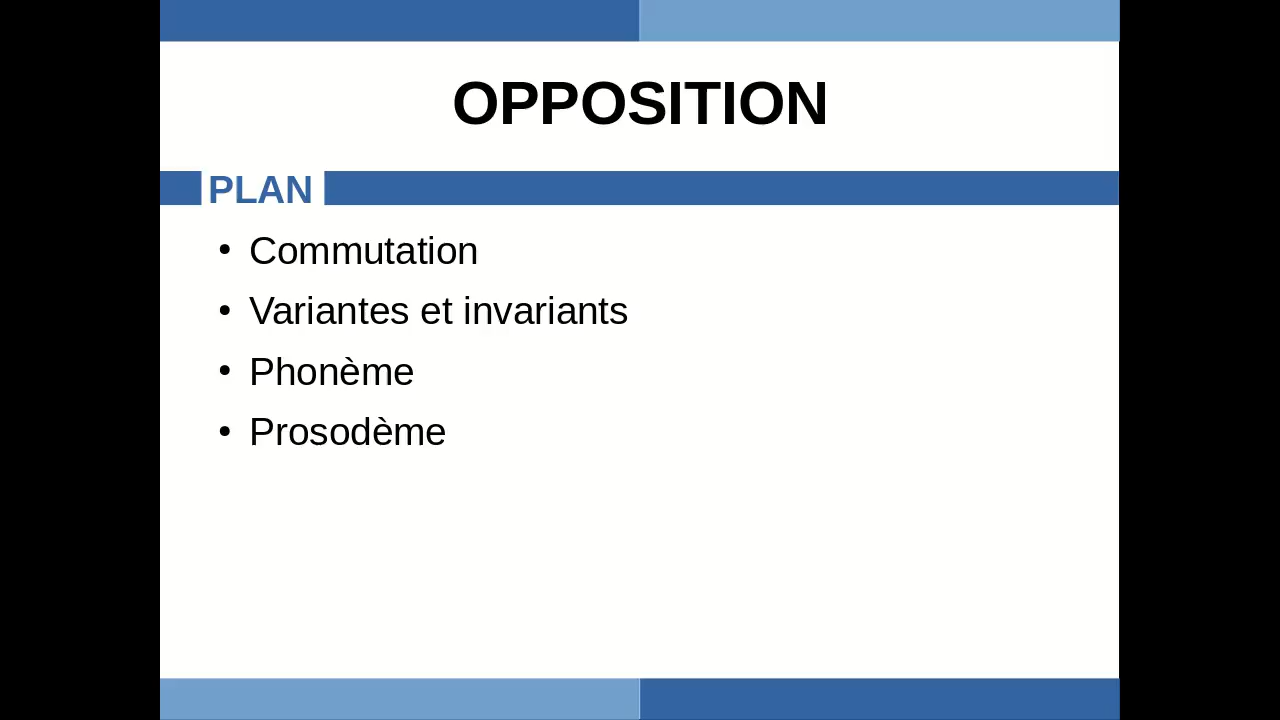 OPPOSITION
PLAN
• Commutation
• Variantes et invariants
• Phonème
• Prosodème